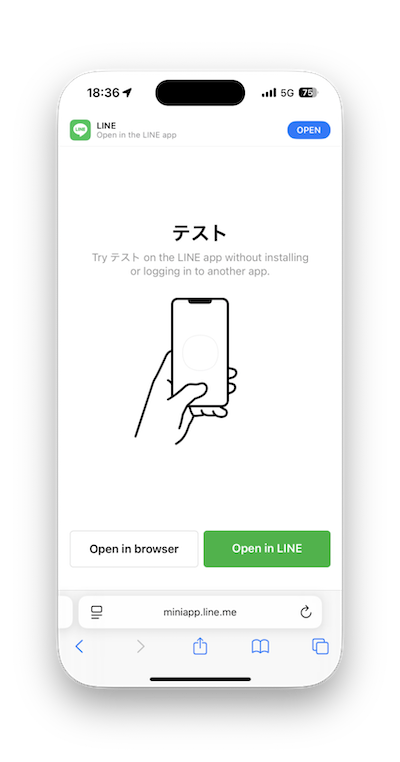 18:36
5G
75
LINE
LINE
Open in the LINE app
OPEN
テスト
Try テスト on the LINE app without installing
or logging in to another app.
Open in browser
Open in LINE
miniapp.line.me